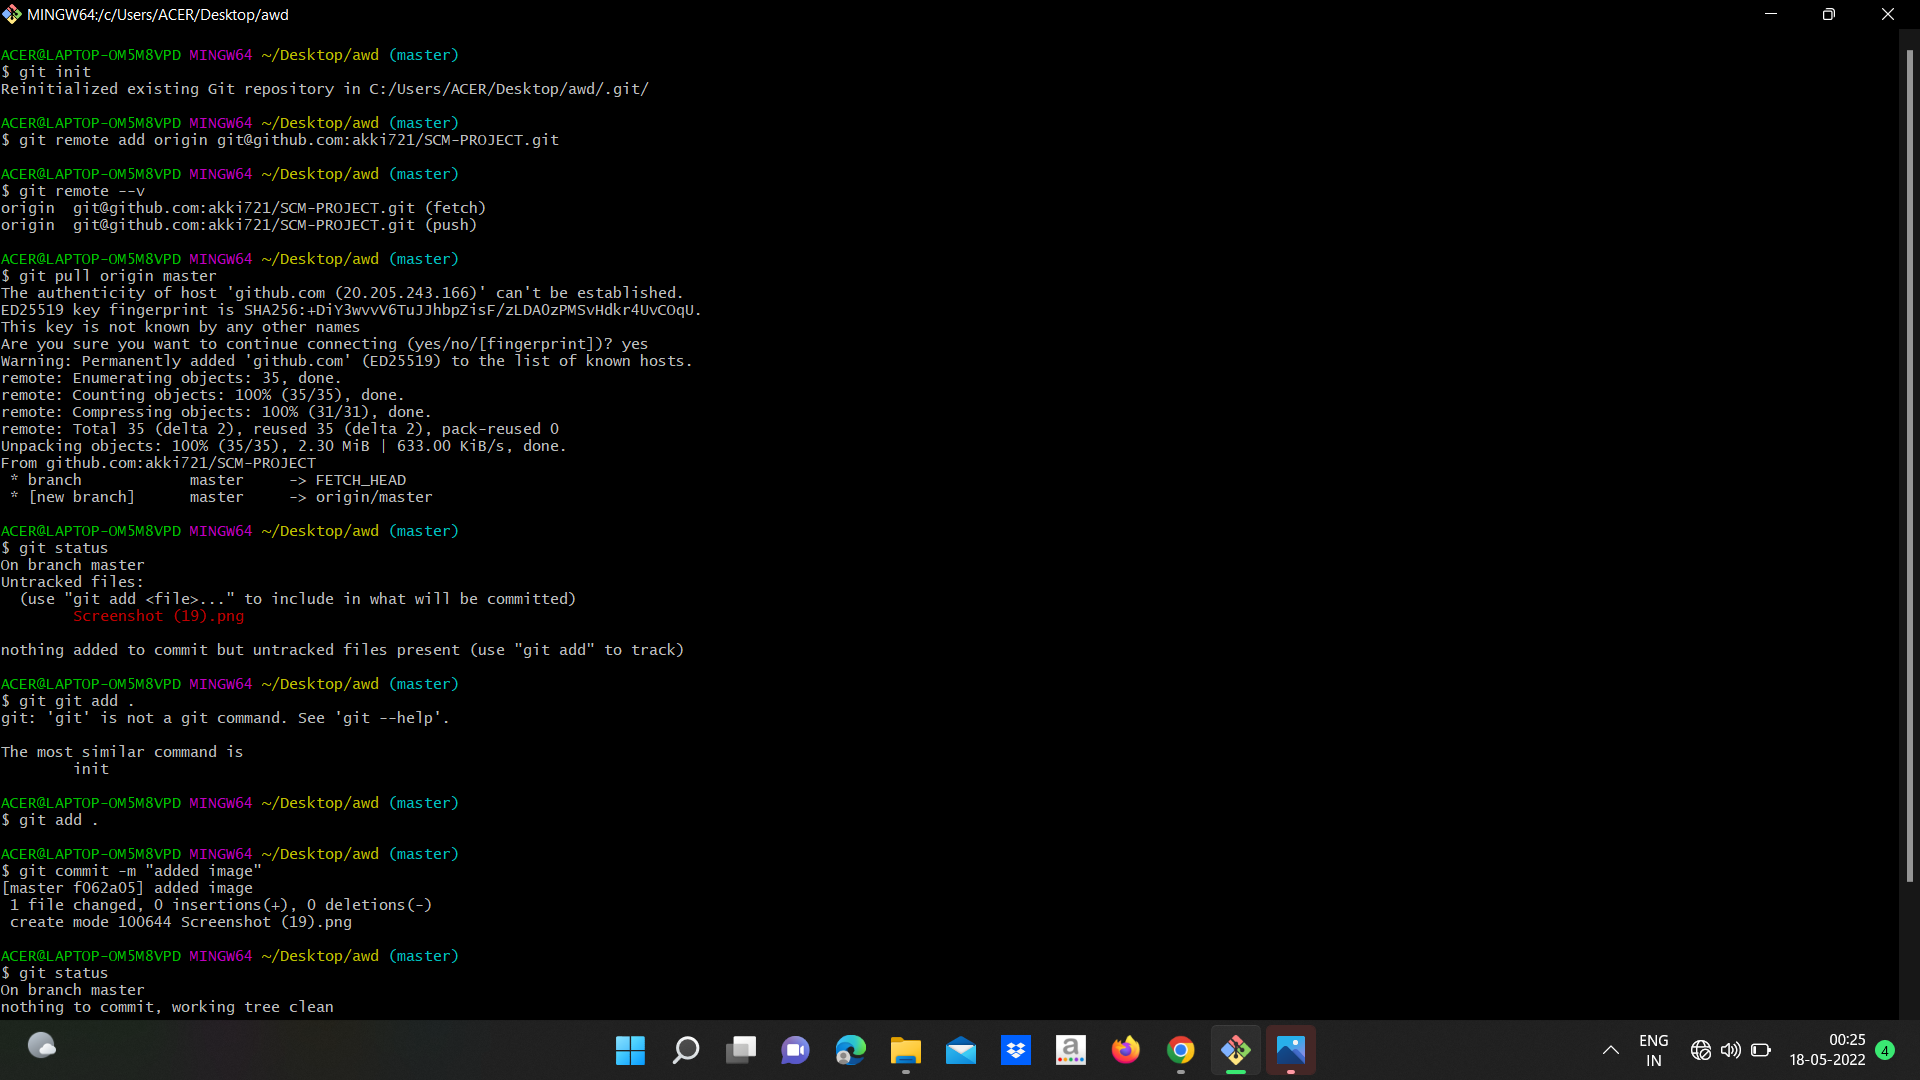 MINGW64:/c/Users/ACER/Desktop/awd
ACER@LAPTOP-OM5M8VPD MINGW64 ~/Desktop/awd (master)
$ git init
Reinitialized existing Git repository in C:/Users/ACER/Desktop/awd/.git/
ACER@LAPTOP-OM5M8VPD MINGW64 ~/Desktop/awd (master)
$ git remote add origin git@github.com:akki721/SCM-PROJECT.git
ACER@LAPTOP-OM5M8VPD MINGW64 ~/Desktop/awd (master)
$ git remote --v
origin  git@github.com:akki721/SCM-PROJECT.git (fetch)
origin  git@github.com:akki721/SCM-PROJECT.git (push)
ACER@LAPTOP-OM5M8VPD MINGW64 ~/Desktop/awd (master)
$ git pull origin master
The authenticity of host 'github.com (20.205.243.166)' can't be established.
ED25519 key fingerprint is SHA256:+DiY3wvvV6TuJJhbpZisF/zLDA0zPMSvHdkr4UvCOqU.
This key is not known by any other names
Are you sure you want to continue connecting (yes/no/[fingerprint])? yes
Warning: Permanently added 'github.com' (ED25519) to the list of known hosts.
remote: Enumerating objects: 35, done.
remote: Counting objects: 100% (35/35), done.
remote: Compressing objects: 100% (31/31), done.
remote: Total 35 (delta 2), reused 35 (delta 2), pack-reused 0
Unpacking objects: 100% (35/35), 2.30 MiB | 633.00 KiB/s, done.
From github.com:akki721/SCM-PROJECT
 * branch            master     -> FETCH_HEAD
 * [new branch]      master     -> origin/master
ACER@LAPTOP-OM5M8VPD MINGW64 ~/Desktop/awd (master)
$ git status
On branch master
Untracked files:
  (use "git add <file>..." to include in what will be committed)
        Screenshot (19).png
nothing added to commit but untracked files present (use "git add" to track)
ACER@LAPTOP-OM5M8VPD MINGW64 ~/Desktop/awd (master)
$ git git add .
git: 'git' is not a git command. See 'git --help'.
The most similar command is
        init
ACER@LAPTOP-OM5M8VPD MINGW64 ~/Desktop/awd (master)
$ git add .
ACER@LAPTOP-OM5M8VPD MINGW64 ~/Desktop/awd (master)
$ git commit -m "added image"
[master f062a05] added image
 1 file changed, 0 insertions(+), 0 deletions(-)
 create mode 100644 Screenshot (19).png
ACER@LAPTOP-OM5M8VPD MINGW64 ~/Desktop/awd (master)
$ git status
On branch master
nothing to commit, working tree clean
a
ENG
IN
00:25
18-05-2022
4